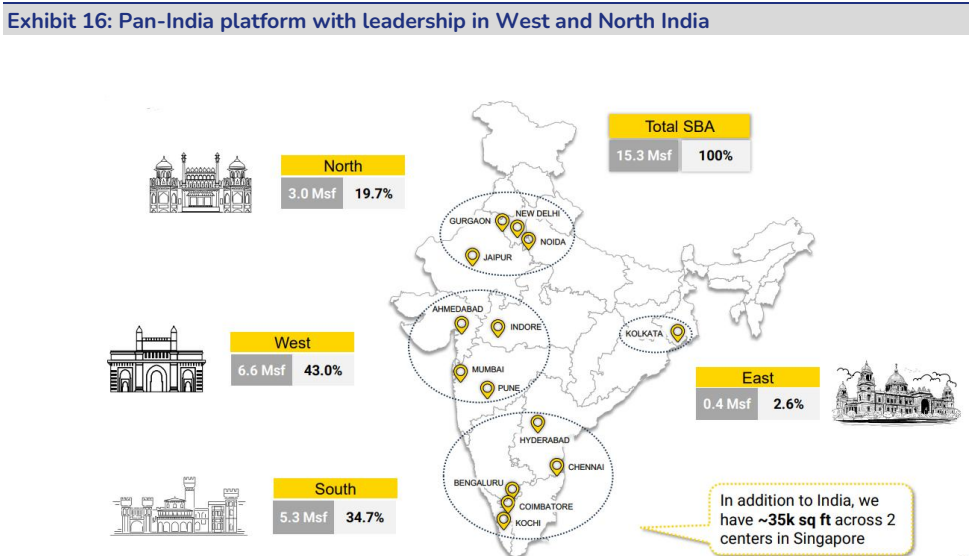 Exhibit 16: Pan-India platform with leadership in West and North India
Total SBA
15.3 Msf 100%
North
3.0 Msf 19.7%
GURGAON
NEW DELHI
NOIDA
JAIPUR
AHMEDABAD
INDORE
KOLKATA
West
6.6 Msf 43.0%
MUMBAI
PUNE
East
0.4 Msf 2.6%
HYDERABAD
CHENNAI
BENGALURU
COIMBATORE
KOCHI
South
5.3 Msf 34.7%
In addition to India, we
have ~35k sq ft across 2
centers in Singapore